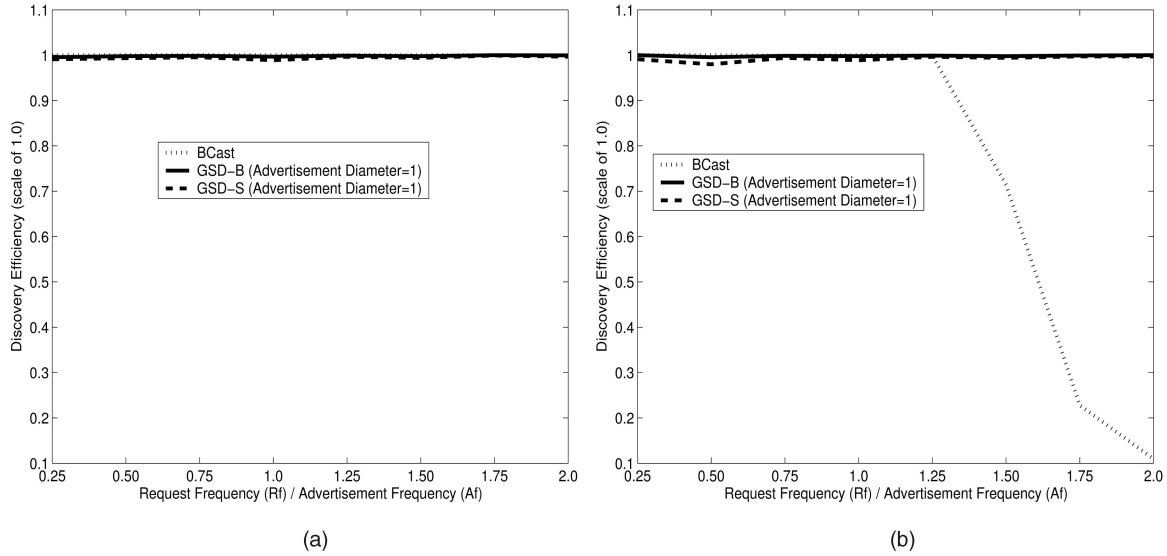 1.1
1
0.9
0.8
0.7
0.6
0.5
0.4
0.3
0.2
0.1
Discovery Efficiency (scale of 1.0)
BCast
GSD−B (Advertisement Diameter=1)
GSD−S (Advertisement Diameter=1)
0.25 0.50 0.75 1.0 1.25 1.50 1.75 2.0
Request Frequency (Rf) / Advertisement Frequency (Af)
(a)
1.1
1
0.9
0.8
0.7
0.6
0.5
0.4
0.3
0.2
0.1
Discovery Efficiency (scale of 1.0)
BCast
GSD−B (Advertisement Diameter=1)
GSD−S (Advertisement Diameter=1)
0.25 0.50 0.75 1.0 1.25 1.50 1.75 2.0
Request Frequency (Rf) / Advertisement Frequency (Af)
(b)